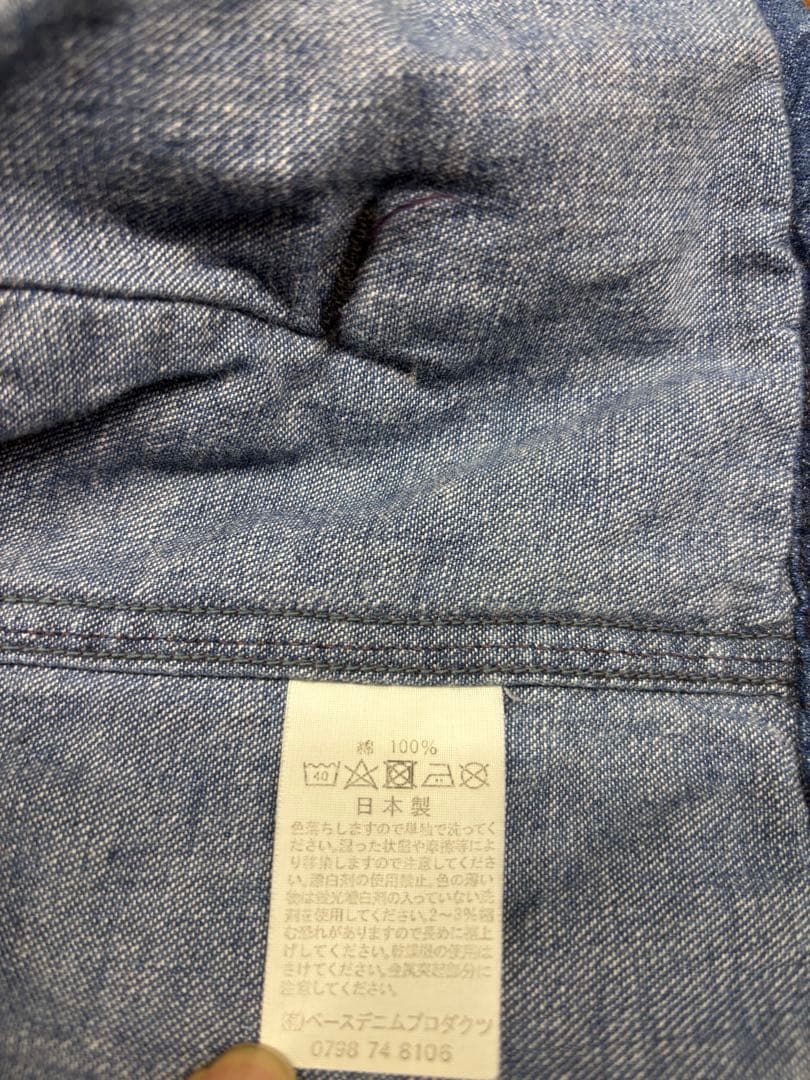 綿 100%
40
日本製
色落ちしますので単独で洗ってく
ださい。湿った状態や摩擦等によ
り移染しますので注意してくださ
い。漂白剤の使用禁止。色の薄い
物は蛍光増白剤の入っていない洗
剤を使用してください。2〜3%縮
む恐れがありますので長めに裾上
げしてください。乾燥機の使用は
さけてください。金属突起部分に
注意してください。
(有)ベースデニムプロダクツ
0798 74 8106